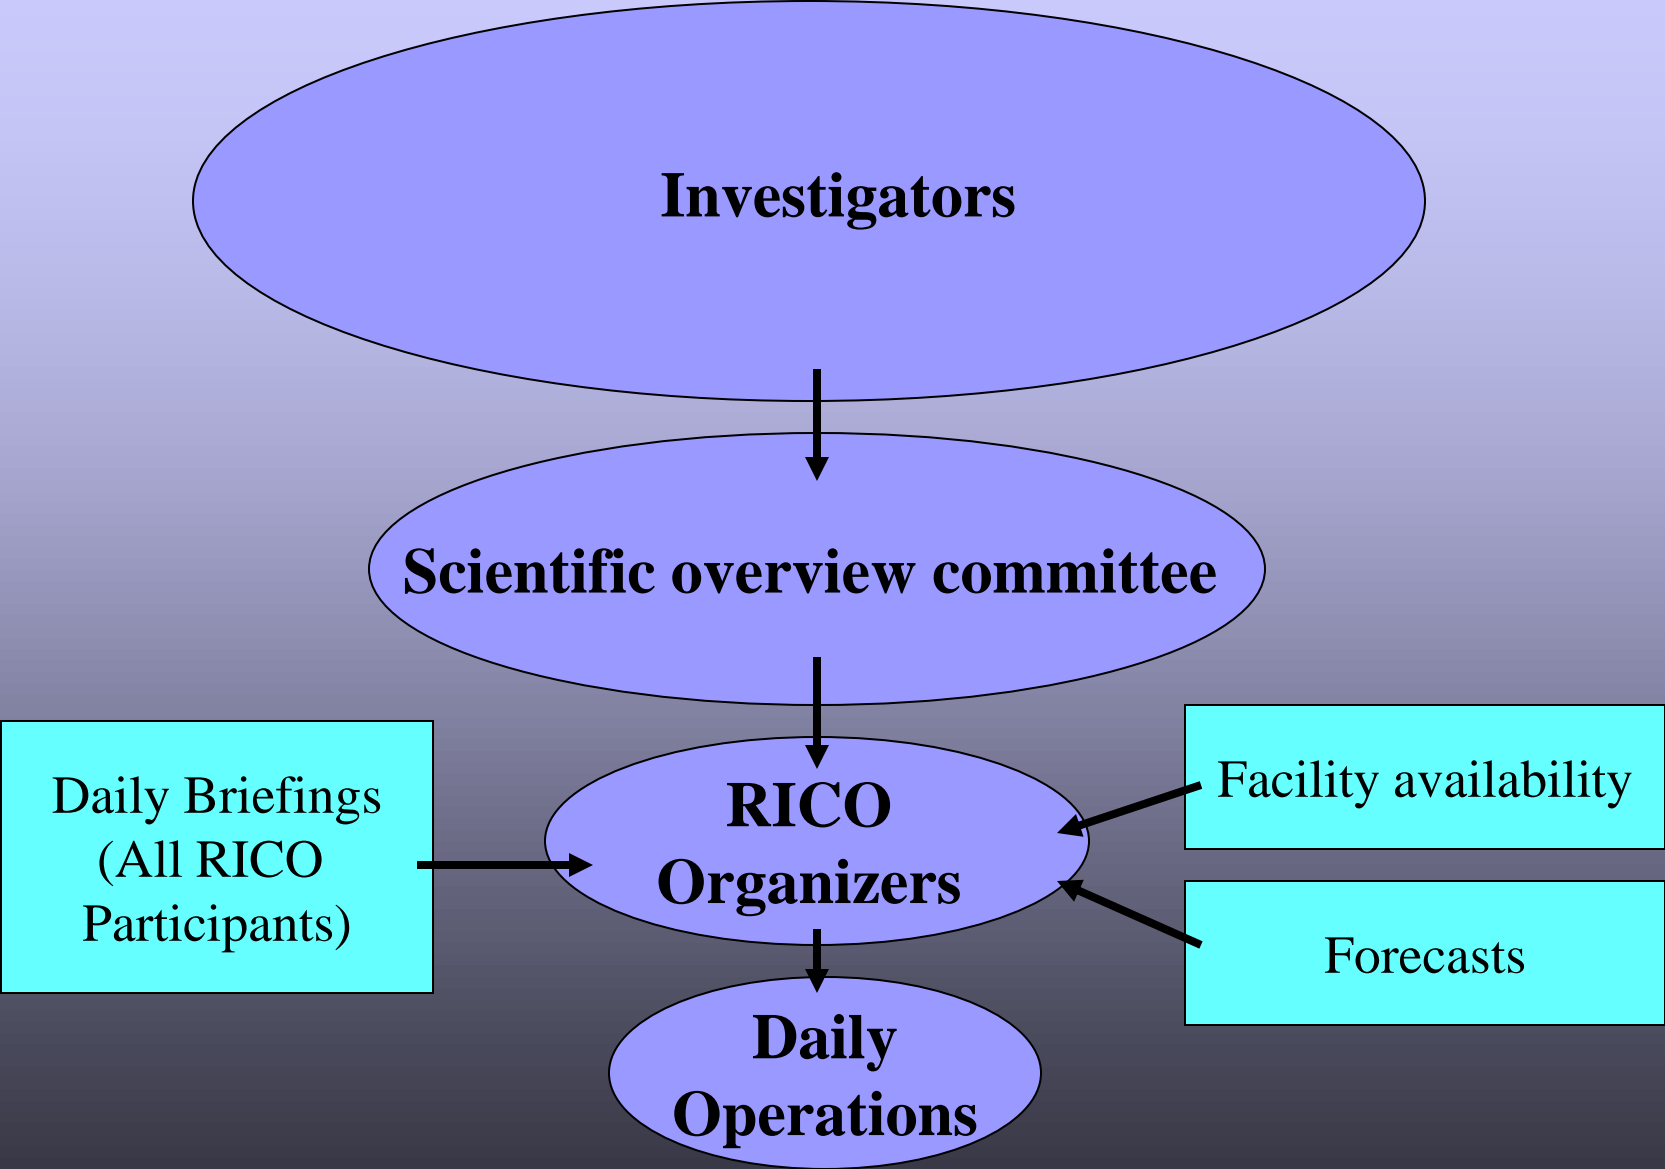 Investigators
Scientific overview committee
Daily Briefings
(All RICO
Participants)
RICO
Organizers
Facility availability
Forecasts
Daily
Operations